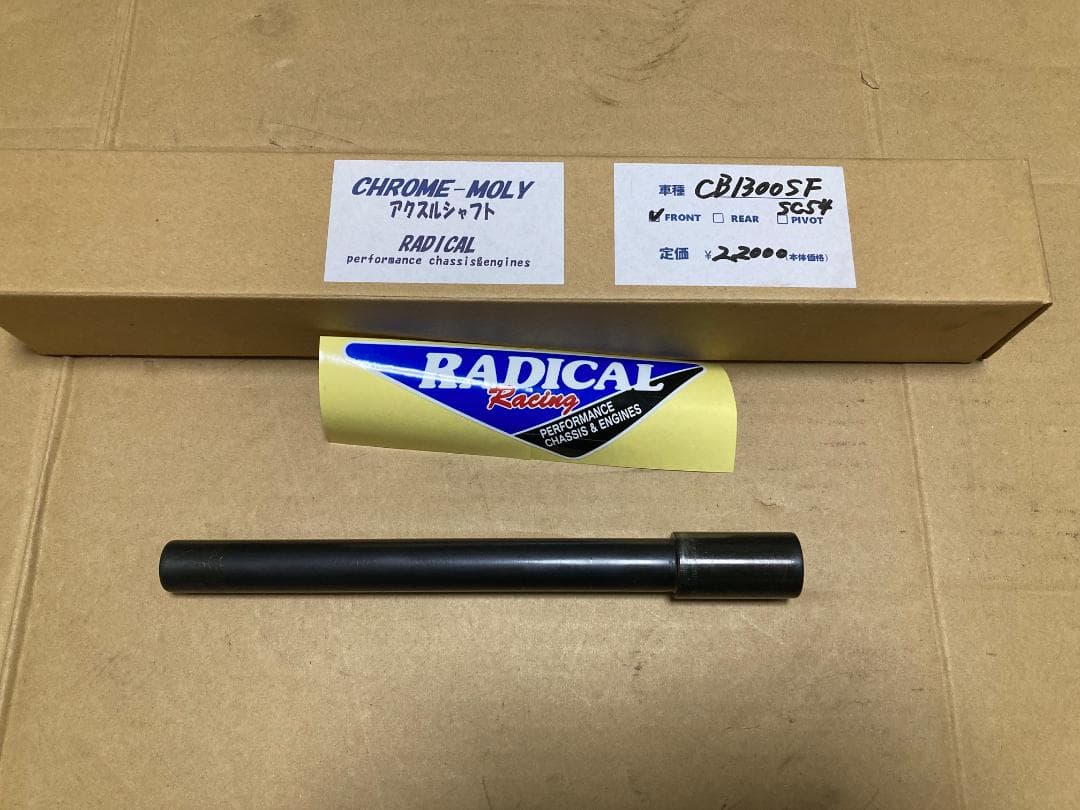 CHROME-MOLY
アクスルシャフト
RADICAL
performance chassis&engines
車種 CB1300SF
SC54
FRONT REAR PIVOT
定価 ¥22000(本体価格)
RADICAL
Racing
PERFORMANCE
CHASSIS & ENGINES